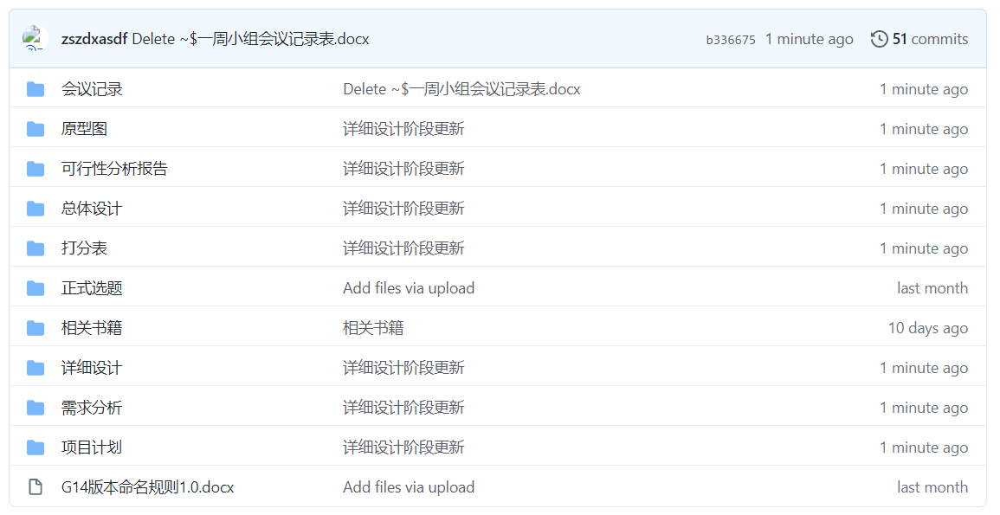 zszdxasdf Delete ~$一周小组会议记录表.docx b336675 1 minute ago 51 commits
会议记录 Delete ~$一周小组会议记录表.docx 1 minute ago
原型图 详细设计阶段更新 1 minute ago
可行性分析报告 详细设计阶段更新 1 minute ago
总体设计 详细设计阶段更新 1 minute ago
打分表 详细设计阶段更新 1 minute ago
正式选题 Add files via upload last month
相关书籍 相关书籍 10 days ago
详细设计 详细设计阶段更新 1 minute ago
需求分析 详细设计阶段更新 1 minute ago
项目计划 详细设计阶段更新 1 minute ago
G14版本命名规则1.0.docx Add files via upload last month